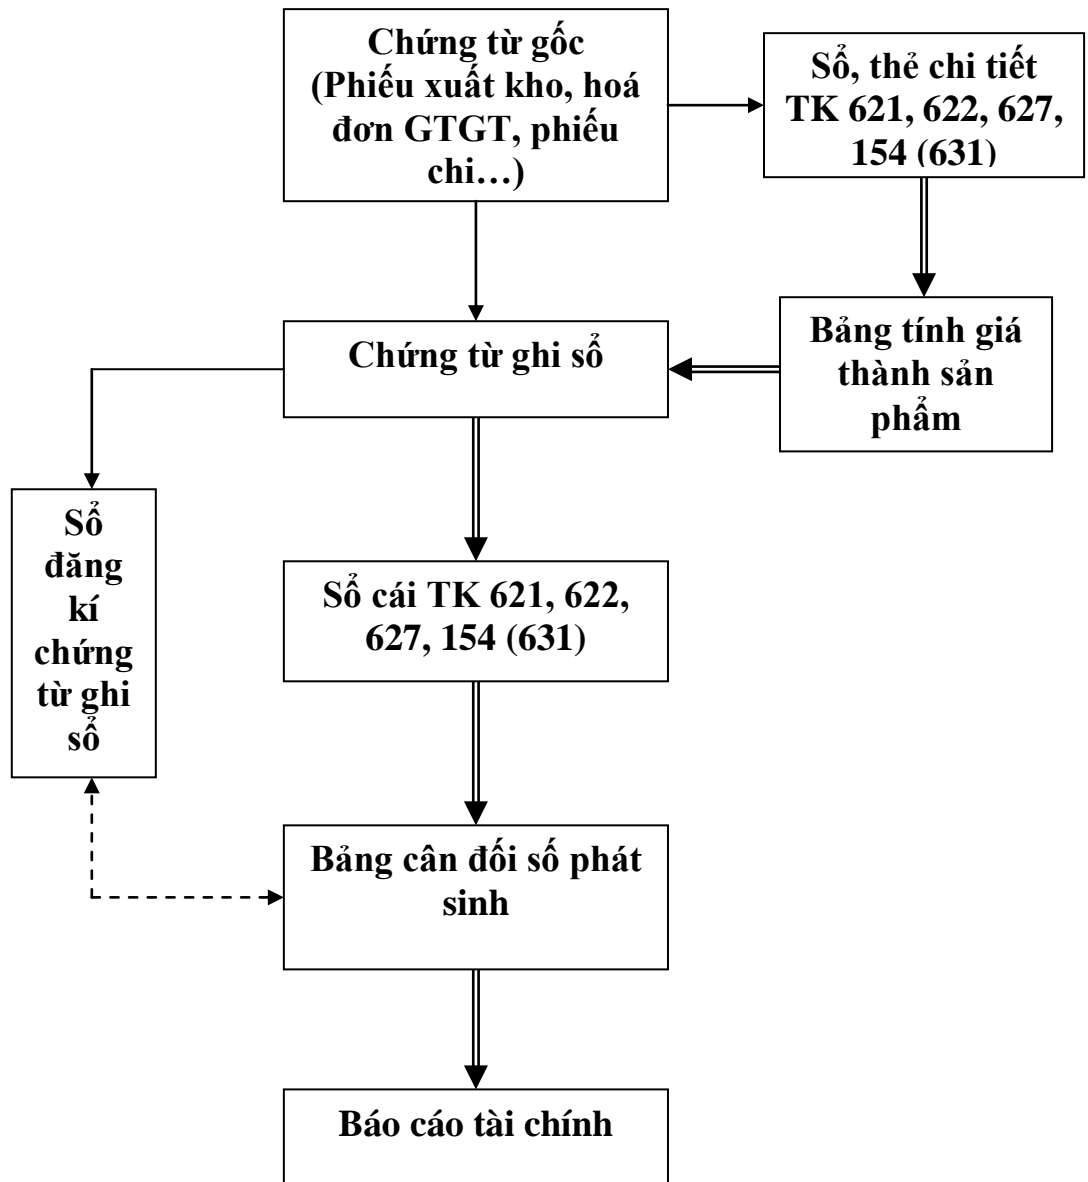 Chứng từ gốc
(Phiếu xuất kho, hoá
đơn GTGT, phiếu
chi…)
Sổ, thẻ chi tiết
TK 621, 622, 627,
154 (631)
Chứng từ ghi sổ
Bảng tính giá
thành sản
phẩm
Sổ
đăng
kí
chứng
từ ghi
sổ
Sổ cái TK 621, 622,
627, 154 (631)
Bảng cân đối số phát
sinh
Báo cáo tài chính